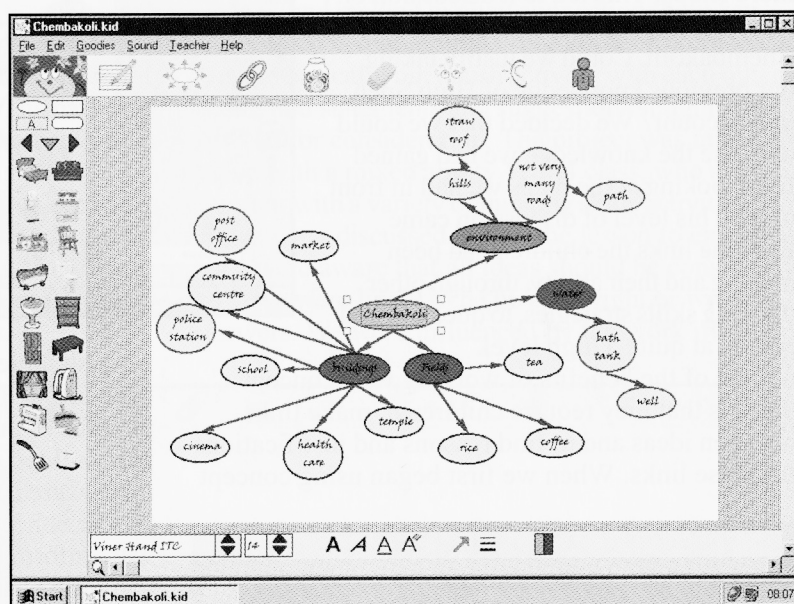 Chembakoli.kid
File Edit Goodies Sound Teacher Help
A
straw
roof
hills
not very
many
roads
path
environment
post
office
market
commuity
centre
police
station
Chembakoli
water
bath
tank
well
school
buildings
Fields
tea
cinema
health
care
temple
rice
coffee
Viner Hand ITC
14
A A A A
Start
Chembakoli.kid
08:07